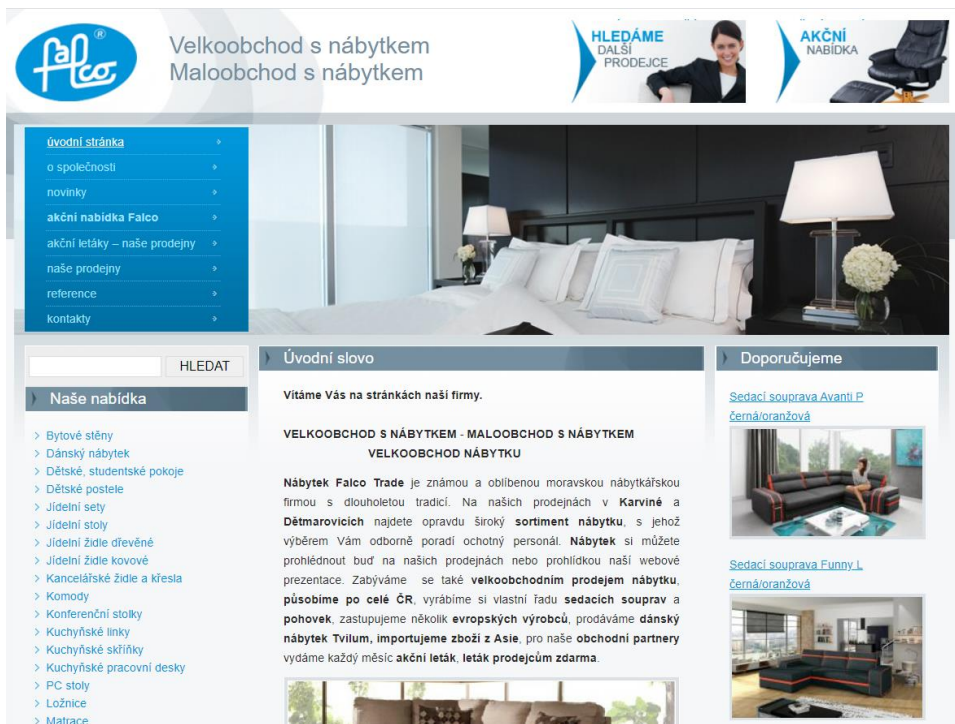 falco ®
Velkoobchod s nábytkem
Maloobchod s nábytkem
HLEDÁME
DALŠÍ
PRODEJCE
AKČNÍ
NABÍDKA
úvodní stránka
o společnosti
novinky
akční nabídka Falco
akční letáky – naše prodejny
naše prodejny
reference
kontakty
HLEDAT
Naše nabídka
Bytové stěny
Dánský nábytek
Dětské, studentské pokoje
Dětské postele
Jídelní sety
Jídelní stoly
Jídelní židle dřevěné
Jídelní židle kovové
Kancelářské židle a křesla
Komody
Konferenční stolky
Kuchyňské linky
Kuchyňské skříňky
Kuchyňské pracovní desky
PC stoly
Ložnice
Matrace
Úvodní slovo
Vítáme Vás na stránkách naší firmy.
VELKOOBCHOD S NÁBYTKEM - MALOOBCHOD S NÁBYTKEM
VELKOOBCHOD NÁBYTKU
Nábytek Falco Trade je známou a oblíbenou moravskou nábytkářskou
firmou s dlouholetou tradicí. Na našich prodejnách v Karviné a
Dětmarovicích najdete opravdu široký sortiment nábytku, s jehož
výběrem Vám odborně poradí ochotný personál. Nábytek si můžete
prohlédnout buď na našich prodejnách nebo prohlídkou naší webové
prezentace. Zabýváme se také velkoobchodním prodejem nábytku,
působíme po celé ČR, vyrábíme si vlastní řadu sedacích souprav a
pohovek, zastupujeme několik evropských výrobců, prodáváme dánský
nábytek Tvilum, importujeme zboží z Asie, pro naše obchodní partnery
vydáme každý měsíc akční leták, leták prodejcům zdarma.
Doporučujeme
Sedací souprava Avanti P
černá/oranžová
Sedací souprava Funny L
černá/oranžová